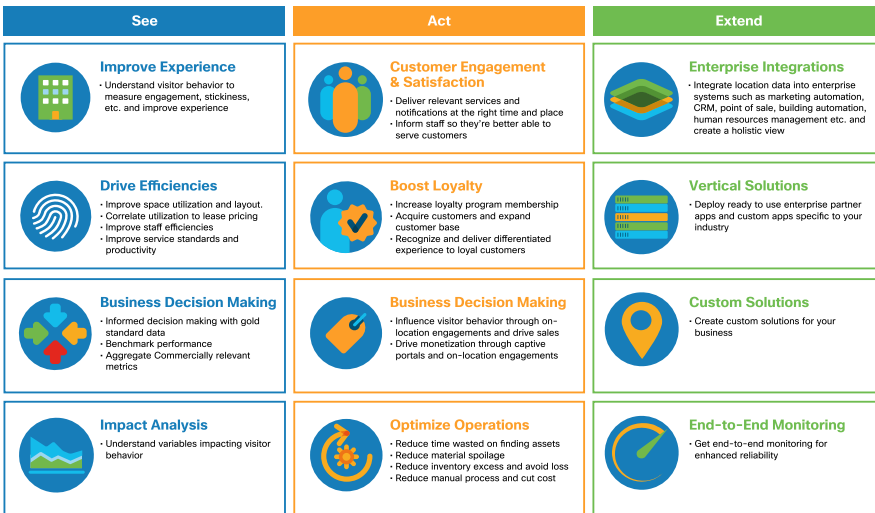 See
Improve Experience
· Understand visitor behavior to
measure engagement, stickiness,
etc. and improve experience
Drive Efficiencies
· Improve space utilization and layout.
· Correlate utilization to lease pricing
· Improve staff efficiencies
· Improve service standards and
productivity
Business Decision Making
· Informed decision making with gold
standard data
· Benchmark performance
· Aggregate Commercially relevant
metrics
Impact Analysis
· Understand variables impacting visitor
behavior
Act
Customer Engagement
& Satisfaction
· Deliver relevant services and
notifications at the right time and place
· Inform staff so they're better able to
serve customers
Boost Loyalty
· Increase loyalty program membership
· Acquire customers and expand
customer base
· Recognize and deliver differentiated
experience to loyal customers
Business Decision Making
· Influence visitor behavior through on-
location engagements and drive sales
· Drive monetization through captive
portals and on-location engagements
Optimize Operations
· Reduce time wasted on finding assets
· Reduce material spoilage
· Reduce inventory excess and avoid loss
· Reduce manual process and cut cost
Extend
Enterprise Integrations
· Integrate location data into enterprise
systems such as marketing automation,
CRM, point of sale, building automation,
human resources management etc. and
create a holistic view
Vertical Solutions
· Deploy ready to use enterprise partner
apps and custom apps specific to your
industry
Custom Solutions
· Create custom solutions for your
business
End-to-End Monitoring
· Get end-to-end monitoring for
enhanced reliability